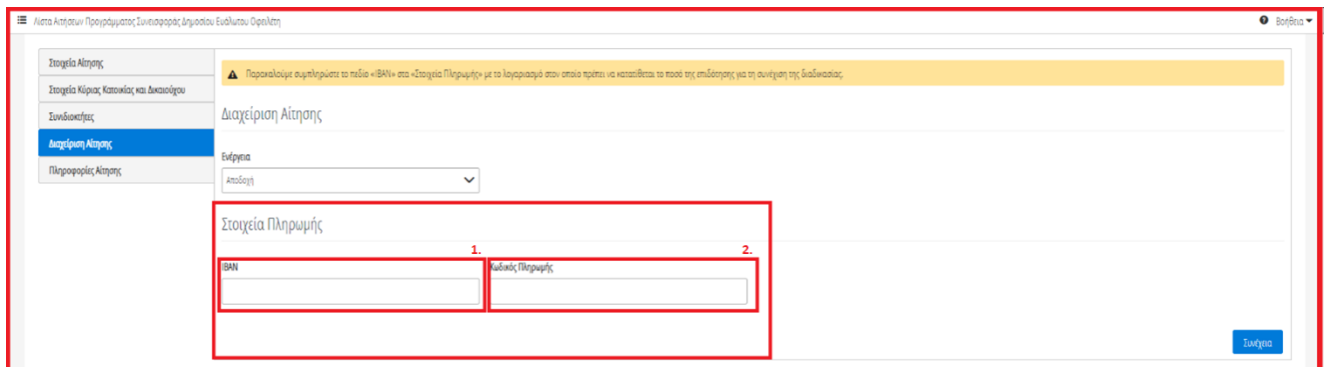 Λίστα Αιτήσεων Προγράμματος Συνεισφοράς Δημοσίου Ευάλωτου Οφειλέτη
Βοήθεια
Στοιχεία Αίτησης
Στοιχεία Κύριας Κατοικίας και Δικαιούχου
Συνιδιοκτήτες
Διαχείριση Αίτησης
Πληροφορίες Αίτησης
Παρακαλούμε συμπληρώστε το πεδίο «IBAN» στα «Στοιχεία Πληρωμής» με το λογαριασμό στον οποίο πρέπει να κατατίθεται το ποσό της επιδότησης για τη συνέχιση της διαδικασίας.
Διαχείριση Αίτησης
Ενέργεια
Αποδοχή
Στοιχεία Πληρωμής
1. 2.
IBAN Κωδικός Πληρωμής
Συνέχεια